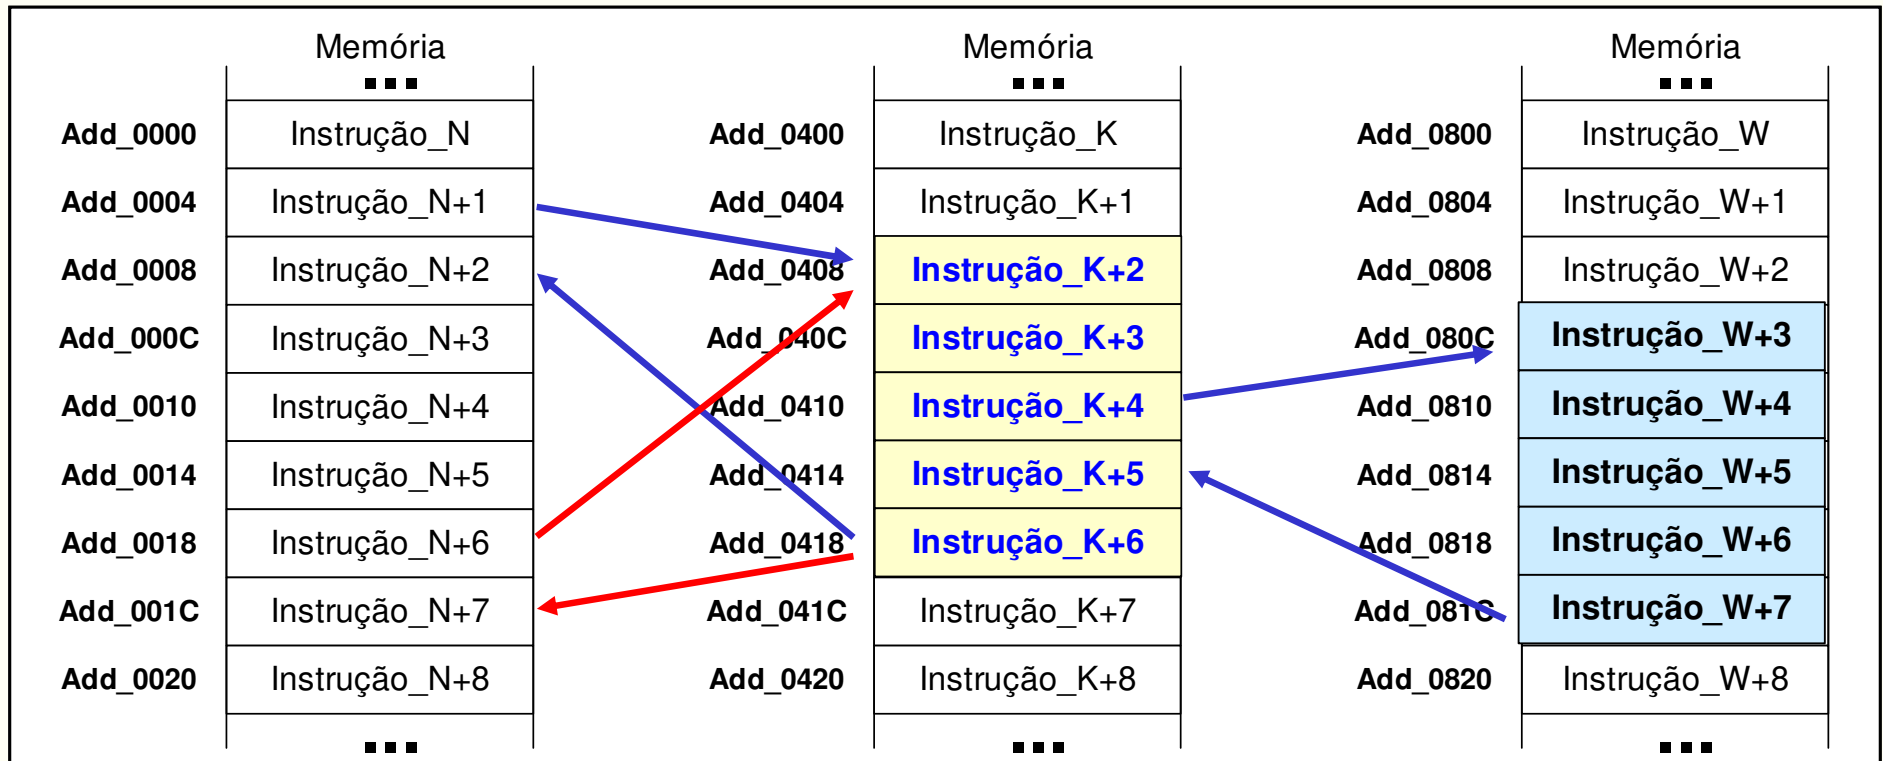 Memória Memória Memória
Add_0000 Instrução_N Add_0400 Instrução_K Add_0800 Instrução_W
Add_0004 Instrução_N+1 Add_0404 Instrução_K+1 Add_0804 Instrução_W+1
Add_0008 Instrução_N+2 Add_0408 Instrução_K+2 Add_0808 Instrução_W+2
Add_000C Instrução_N+3 Add_040C Instrução_K+3 Add_080C Instrução_W+3
Add_0010 Instrução_N+4 Add_0410 Instrução_K+4 Add_0810 Instrução_W+4
Add_0014 Instrução_N+5 Add_0414 Instrução_K+5 Add_0814 Instrução_W+5
Add_0018 Instrução_N+6 Add_0418 Instrução_K+6 Add_0818 Instrução_W+6
Add_001C Instrução_N+7 Add_041C Instrução_K+7 Add_081C Instrução_W+7
Add_0020 Instrução_N+8 Add_0420 Instrução_K+8 Add_0820 Instrução_W+8